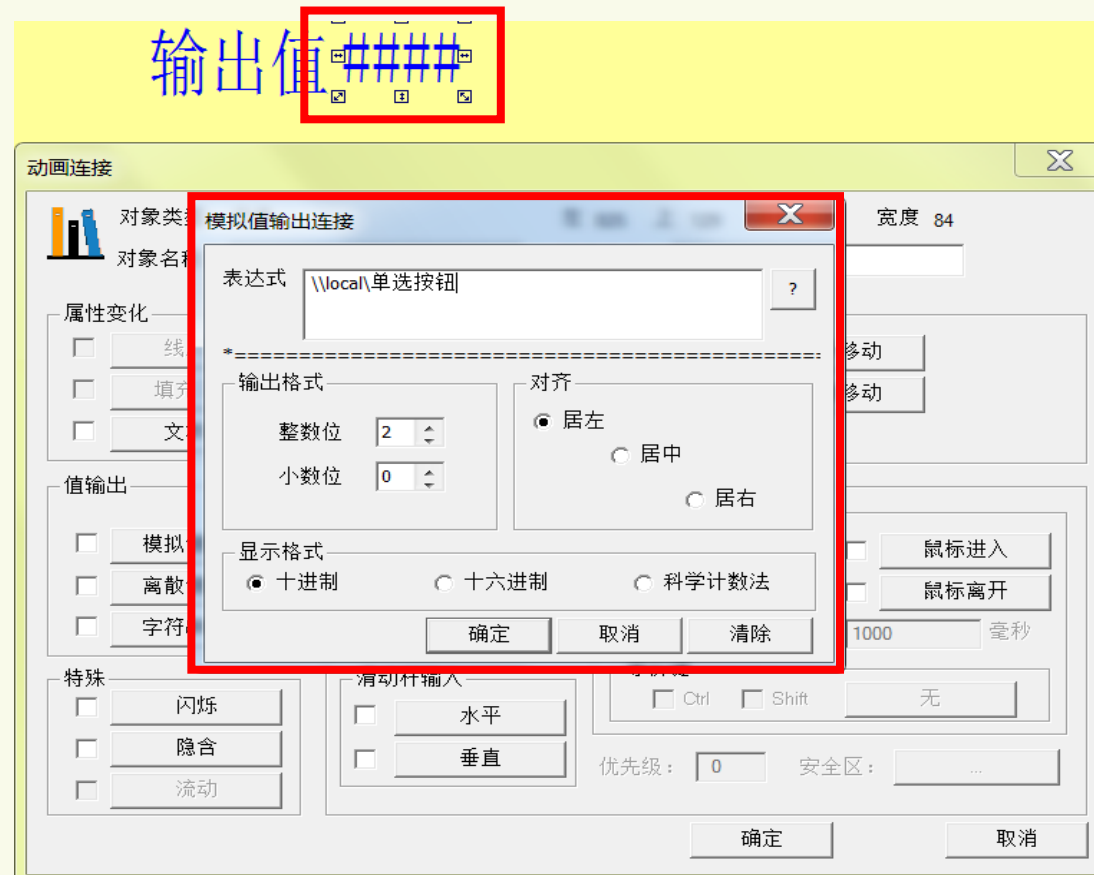 输出值####
动画连接
对象类
宽度 84
对象名称
模拟值输出连接
表达式
\\local\单选按钮
?
*==============================================
属性变化
线
填充
文
移动
移动
输出格式
整数位 2
小数位 0
对齐
居左
居中
居右
显示格式
十进制
十六进制
科学计数法
确定
取消
清除
值输出
模拟
离散
字符
鼠标进入
鼠标离开
1000 毫秒
特殊
闪烁
隐含
流动
滑动杆输入
水平
垂直
Ctrl
Shift
无
优先级： 0
安全区： ...
确定
取消